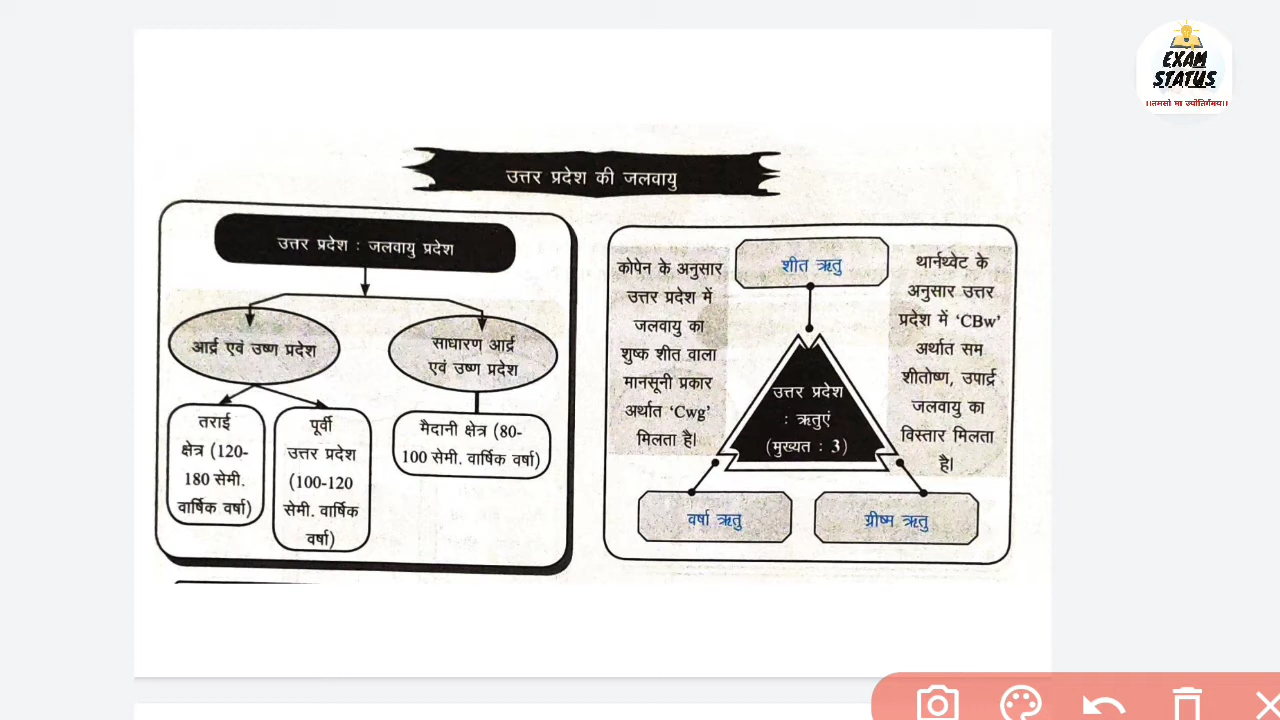 EXAM
STATUS
।।तमसो मा ज्योतिर्गमय।।
उत्तर प्रदेश की जलवायु
उत्तर प्रदेश : जलवायु प्रदेश
आर्द्र एवं उष्ण प्रदेश
साधारण आर्द्र
एवं उष्ण प्रदेश
तराई
क्षेत्र (120-
180 सेमी.
वार्षिक वर्षा)
पूर्वी
उत्तर प्रदेश
(100-120
सेमी. वार्षिक
वर्षा)
मैदानी क्षेत्र (80-
100 सेमी. वार्षिक वर्षा)
कोपेन के अनुसार
उत्तर प्रदेश में
जलवायु का
शुष्क शीत वाला
मानसूनी प्रकार
अर्थात ‘Cwg’
मिलता है।
शीत ऋतु
उत्तर प्रदेश
: ऋतुएं
(मुख्यत : 3)
वर्षा ऋतु
ग्रीष्म ऋतु
थार्नथ्वेट के
अनुसार उत्तर
प्रदेश में ‘CBw’
अर्थात सम
शीतोष्ण, उपार्द्र
जलवायु का
विस्तार मिलता
है।